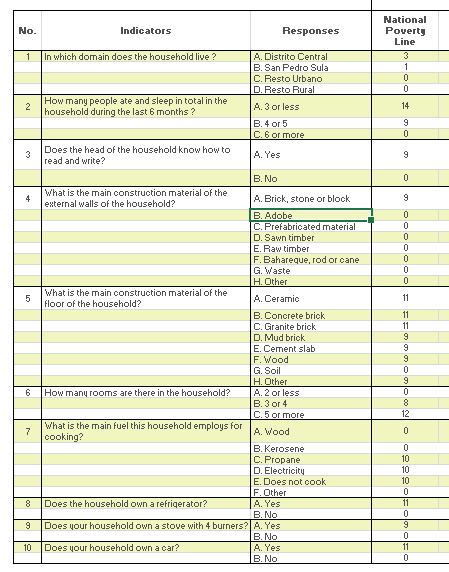 No. Indicators Responses National Poverty Line
1 In which domain does the household live ? A. Distrito Central 3
B. San Pedro Sula 1
C. Resto Urbano 0
D. Resto Rural 0
2 How many people ate and sleep in total in the household during the last 6 months ? A. 3 or less 14
B. 4 or 5 9
C. 6 or more 0
3 Does the head of the household know how to read and write? A. Yes 9
B. No 0
4 What is the main construction material of the external walls of the household? A. Brick, stone or block 9
B. Adobe 0
C. Prefabricated material 0
D. Sawn timber 0
E. Raw timber 0
F. Bahareque, rod or cane 0
G. Waste 0
H. Other 0
5 What is the main construction material of the floor of the household? A. Ceramic 11
B. Concrete brick 11
C. Granite brick 11
D. Mud brick 9
E. Cement slab 9
F. Wood 9
G. Soil 0
H. Other 9
6 How many rooms are there in the household? A. 2 or less 0
B. 3 or 4 8
C. 5 or more 12
7 What is the main fuel this household employs for cooking? A. Wood 0
B. Kerosene 0
C. Propane 10
D. Electricity 10
E. Does not cook 10
F. Other 0
8 Does the household own a refrigerator? A. Yes 11
B. No 0
9 Does your household own a stove with 4 burners? A. Yes 9
B. No 0
10 Does your household own a car? A. Yes 11
B. No 0